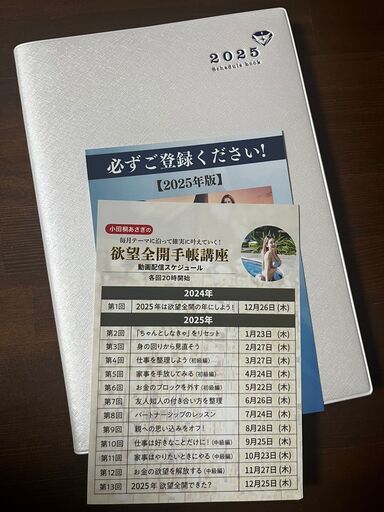 2025
Schedule book
必ずご登録ください!
【2025年版】
小田桐あさぎの
毎月テーマに沿って確実に叶えていく!
欲望全開手帳講座
動画配信スケジュール
各回20時開始
2024年
第1回 2025年は欲望全開の年にしよう! 12月26日(木)
2025年
第2回 「ちゃんとしなきゃ」をリセット 1月23日(木)
第3回 身の回りから見直そう 2月27日(木)
第4回 仕事を整理しよう(初級編) 3月27日(木)
第5回 家事を手放してみる(初級編) 4月24日(木)
第6回 お金のブロックを外す(初級編) 5月22日(木)
第7回 友人知人の付き合い方を整理 6月26日(木)
第8回 パートナーシップのレッスン 7月24日(木)
第9回 親への思い込みをオフ! 8月28日(木)
第10回 仕事は好きなことだけに!(中級編) 9月25日(木)
第11回 家事はやりたいときにやる(中級編) 10月23日(木)
第12回 お金の欲望を解放する(中級編) 11月27日(木)
第13回 2025年 欲望全開できた? 12月25日(木)